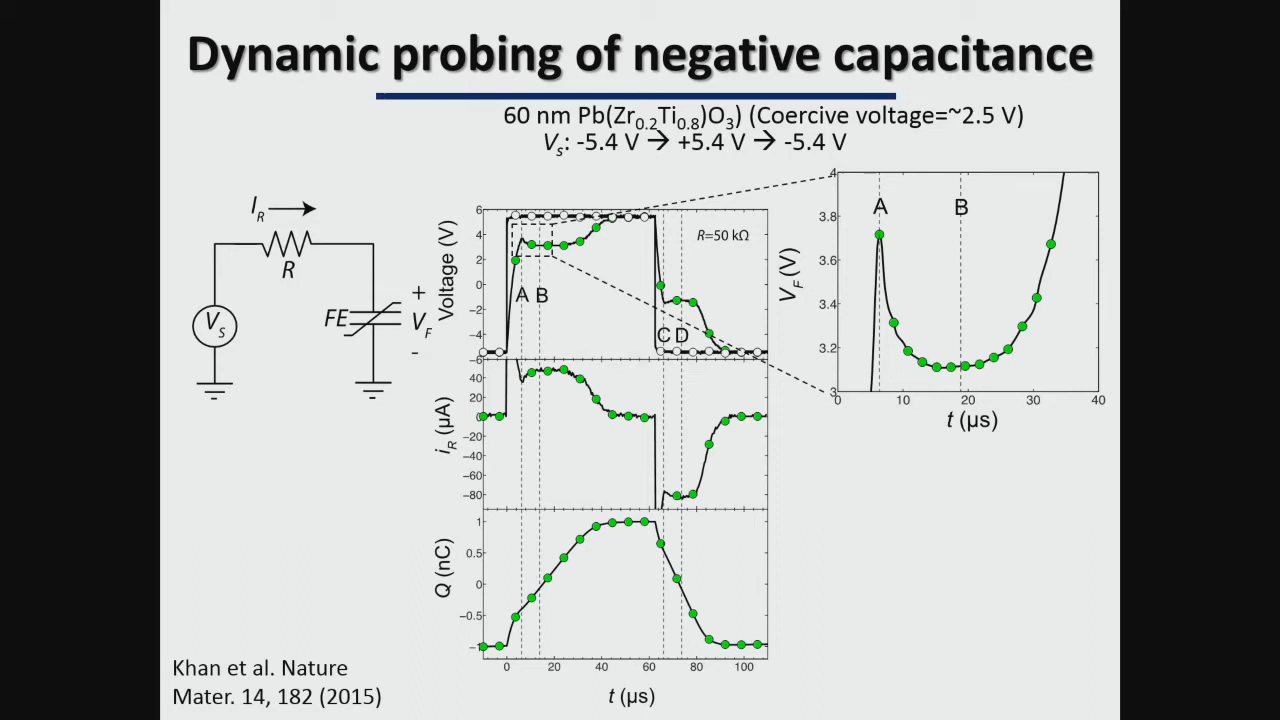 Dynamic probing of negative capacitance
60 nm Pb(Zr0.2Ti0.8)O3) (Coercive voltage=~2.5 V)
Vs: -5.4 V → +5.4 V → -5.4 V
IR
R
VS
FE
+
VF
-
Voltage (V)
6
4
2
0
−2
−4
R=50 kΩ
A B
C D
iR (µA)
6
40
20
0
−20
−40
−60
−80
Q (nC)
1
0.5
0
−0.5
−1
0 20 40 60 80 100
t (µs)
VF (V)
4
3.8
3.6
3.4
3.2
3
A B
0 10 20 30 40
t (µs)
Khan et al. Nature
Mater. 14, 182 (2015)